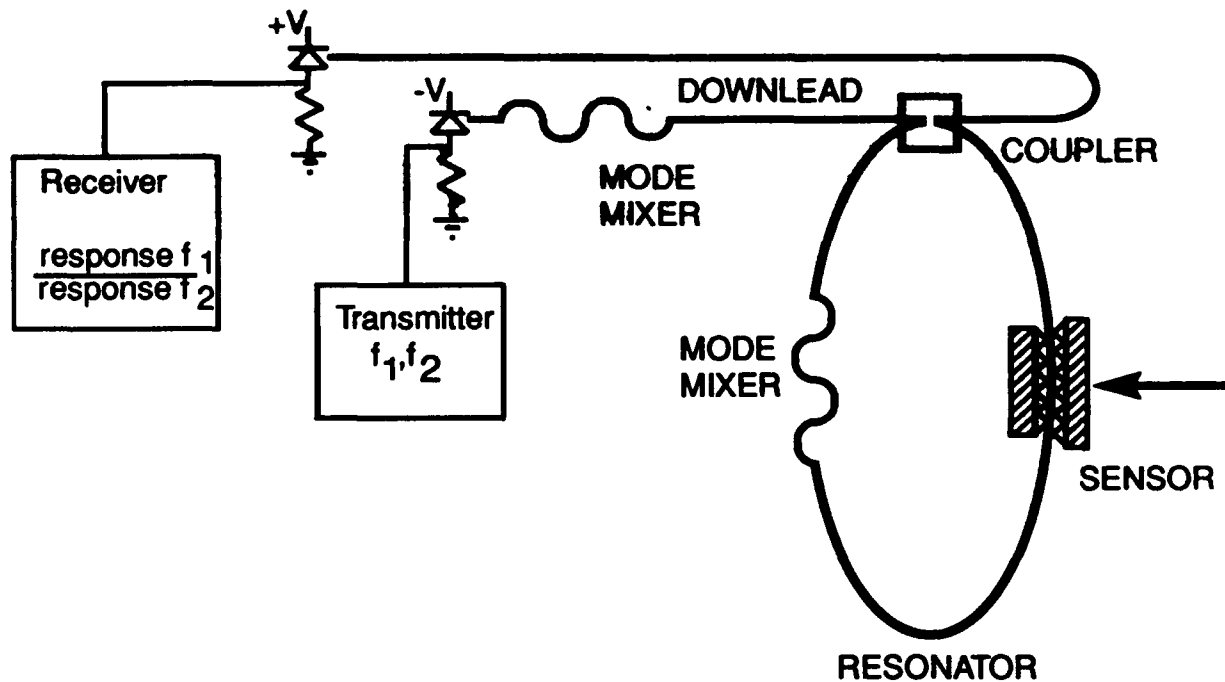 +V
-V
DOWNLEAD
COUPLER
MODE
MIXER
Receiver
response f1
response f2
Transmitter
f1,f2
MODE
MIXER
SENSOR
RESONATOR